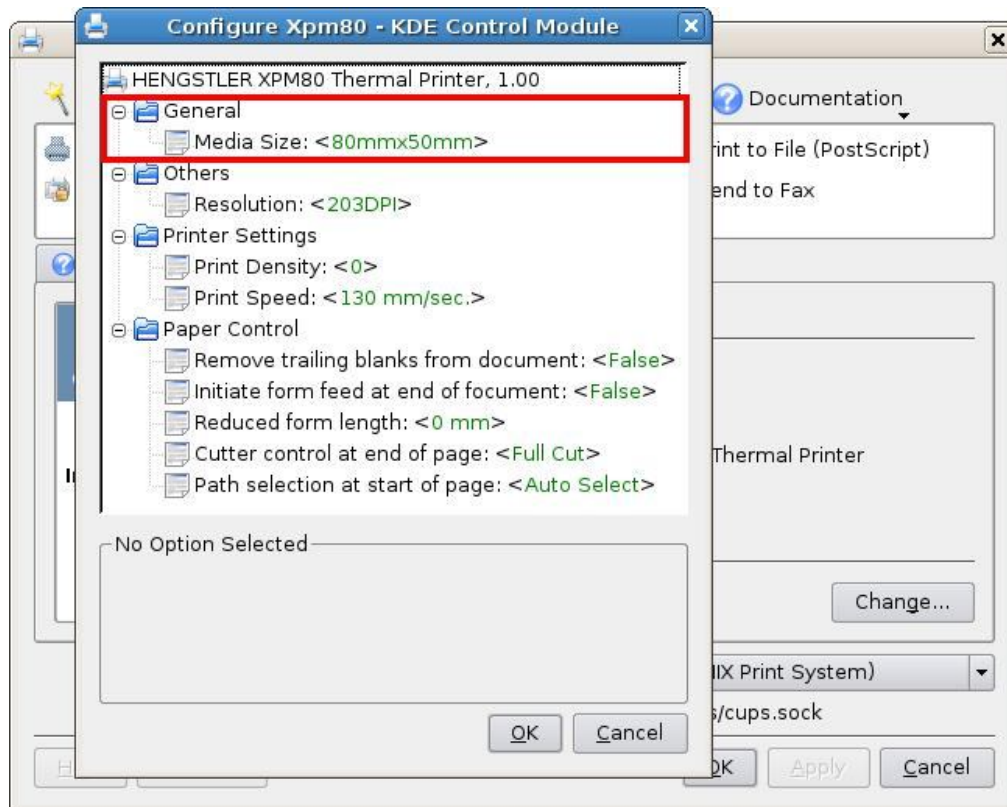 Configure Xpm80 - KDE Control Module
HENGSTLER XPM80 Thermal Printer, 1.00
General
Media Size: <80mmx50mm>
Others
Resolution: <203DPI>
Printer Settings
Print Density: <0>
Print Speed: <130 mm/sec.>
Paper Control
Remove trailing blanks from document: <False>
Initiate form feed at end of focument: <False>
Reduced form length: <0 mm>
Cutter control at end of page: <Full Cut>
Path selection at start of page: <Auto Select>
No Option Selected
OK Cancel
Documentation
rint to File (PostScript)
end to Fax
Thermal Printer
Change...
IX Print System)
s/cups.sock
OK Apply Cancel